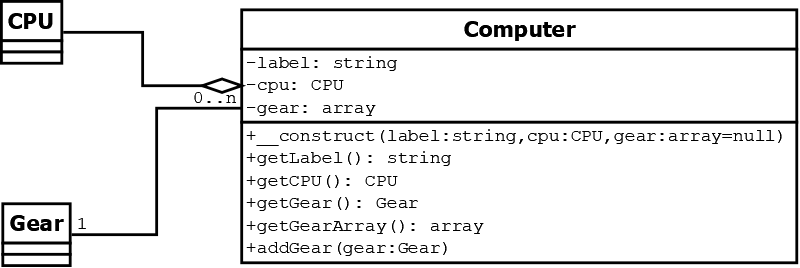 CPU
Computer
-label: string
-cpu: CPU
0..n
-gear: array
+__construct(label:string,cpu:CPU,gear:array=null)
+getLabel(): string
+getCPU(): CPU
+getGear(): Gear
Gear
1
+getGearArray(): array
+addGear(gear:Gear)